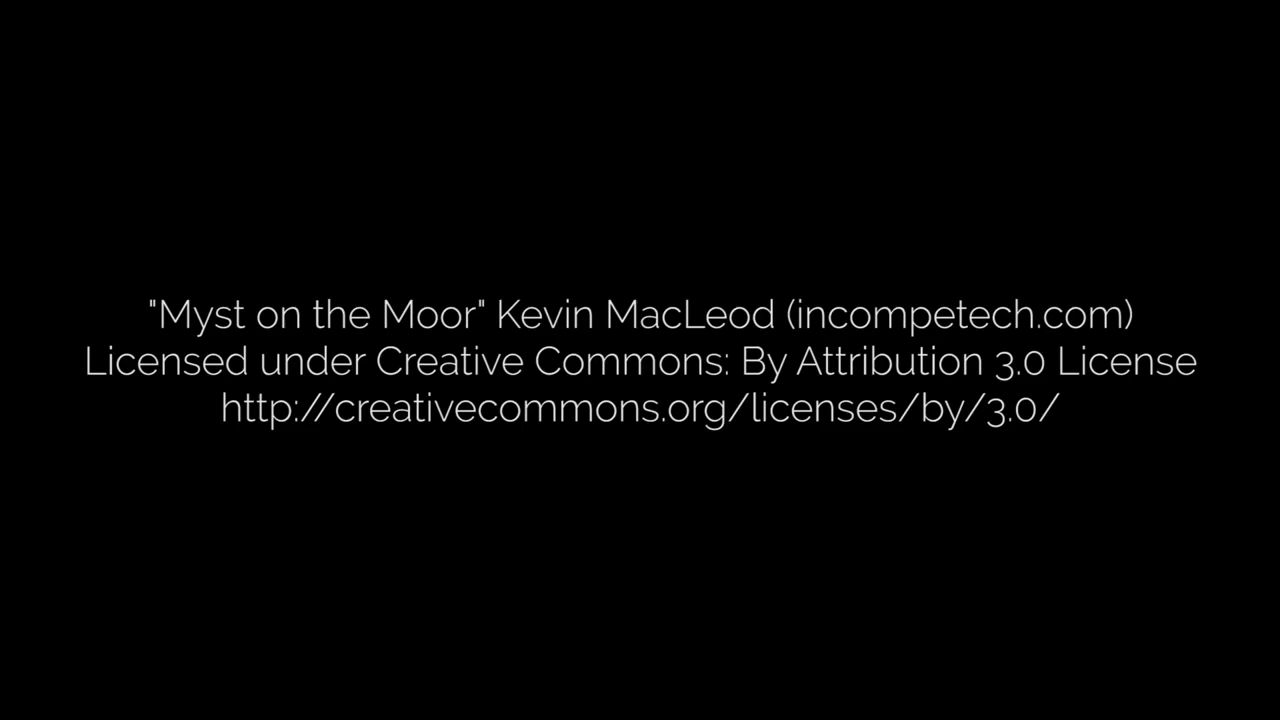 "Myst on the Moor" Kevin MacLeod (incompetech.com)
Licensed under Creative Commons: By Attribution 3.0 License
http://creativecommons.org/licenses/by/3.0/